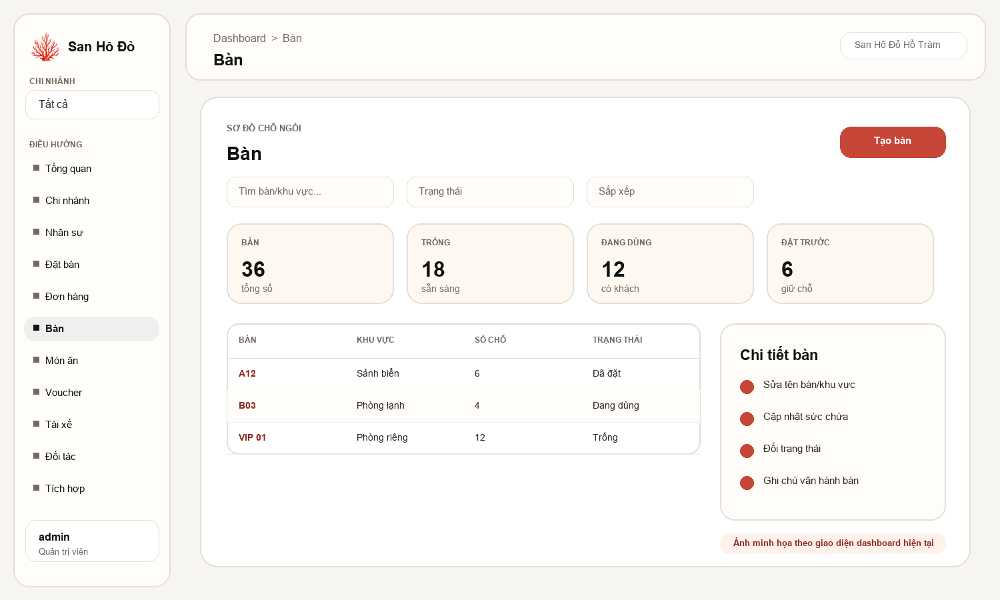 San Hô Đỏ
CHI NHÁNH
Tất cả
ĐIỀU HƯỚNG
Tổng quan
Chi nhánh
Nhân sự
Đặt bàn
Đơn hàng
Bàn
Món ăn
Voucher
Tài xế
Đối tác
Tích hợp
admin
Quản trị viên
Dashboard > Bàn
Bàn
San Hô Đỏ Hồ Tràm
SƠ ĐỒ CHỖ NGỒI
Bàn
Tạo bàn
Tìm bàn/khu vực...
Trạng thái
Sắp xếp
BÀN
36
tổng số
TRỐNG
18
sẵn sàng
ĐANG DÙNG
12
có khách
ĐẶT TRƯỚC
6
giữ chỗ
BÀN KHU VỰC SỐ CHỖ TRẠNG THÁI
A12 Sảnh biển 6 Đã đặt
B03 Phòng lạnh 4 Đang dùng
VIP 01 Phòng riêng 12 Trống
Chi tiết bàn
Sửa tên bàn/khu vực
Cập nhật sức chứa
Đổi trạng thái
Ghi chú vận hành bàn
Ảnh minh họa theo giao diện dashboard hiện tại